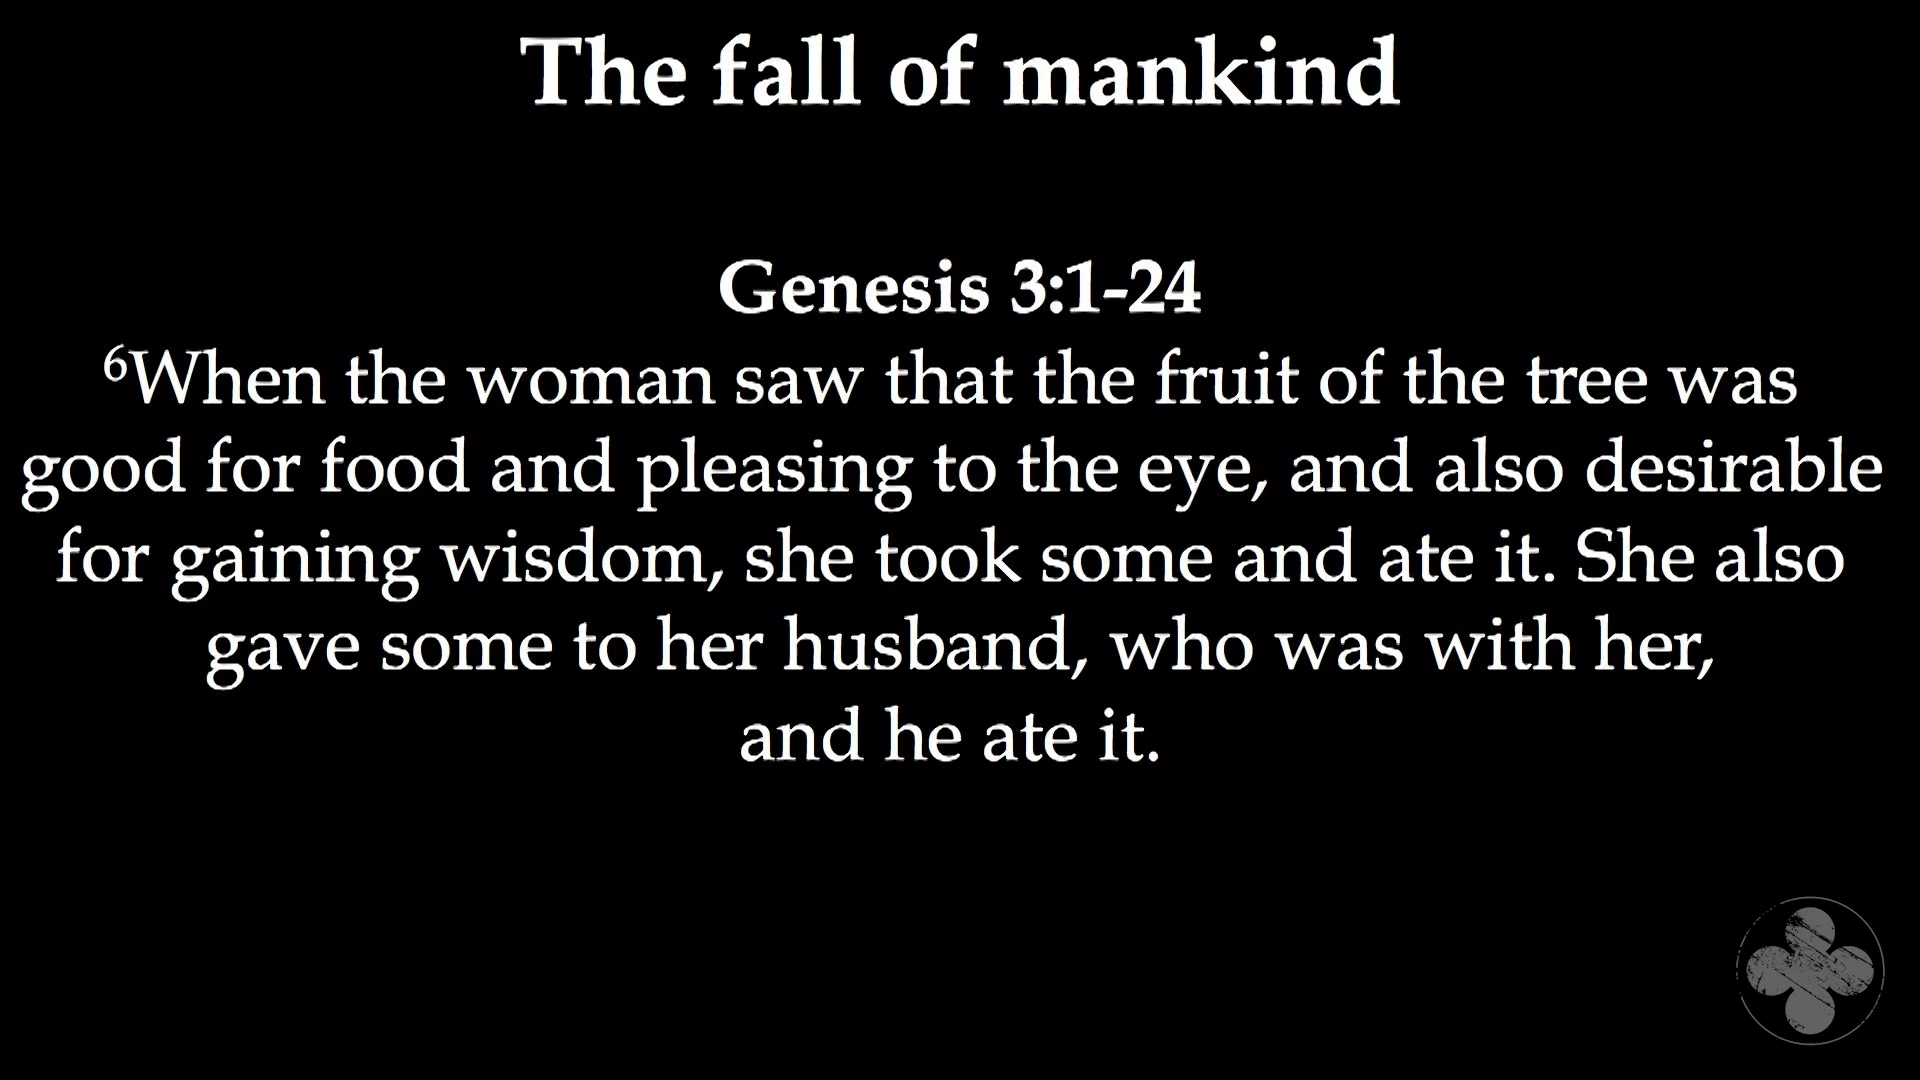 The fall of mankind
Genesis 3:1-24
⁶When the woman saw that the fruit of the tree was
good for food and pleasing to the eye, and also desirable
for gaining wisdom, she took some and ate it. She also
gave some to her husband, who was with her,
and he ate it.